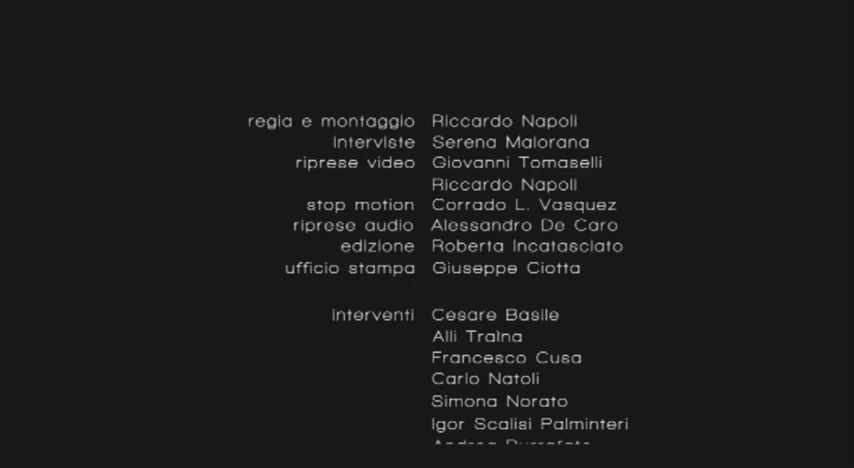 regia e montaggio Riccardo Napoli
interviste Serena Maiorana
riprese video Giovanni Tomaselli
Riccardo Napoli
stop motion Corrado L. Vasquez
riprese audio Alessandro De Caro
edizione Roberta Incatasciato
ufficio stampa Giuseppe Ciotta
interventi Cesare Basile
Alli Traìna
Francesco Cusa
Carlo Natoli
Simona Norato
Igor Scalisi Palminteri